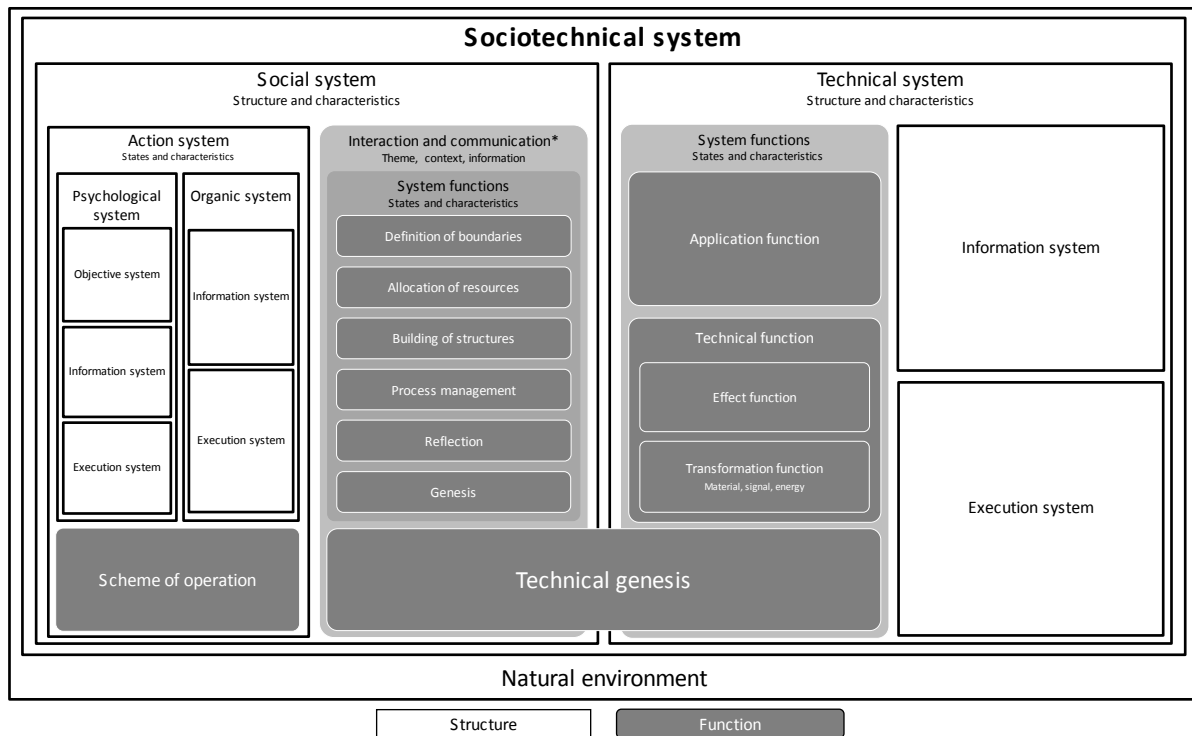 Sociotechnical system
Social system
Structure and characteristics
Action system
States and characteristics
Psychological
system
Objective system
Information system
Execution system
Organic system
Information system
Execution system
Scheme of operation
Interaction and communication*
Theme, context, information
System functions
States and characteristics
Definition of boundaries
Allocation of resources
Building of structures
Process management
Reflection
Genesis
Technical genesis
Technical system
Structure and characteristics
System functions
States and characteristics
Application function
Technical function
Effect function
Transformation function
Material, signal, energy
Information system
Execution system
Natural environment
Structure
Function